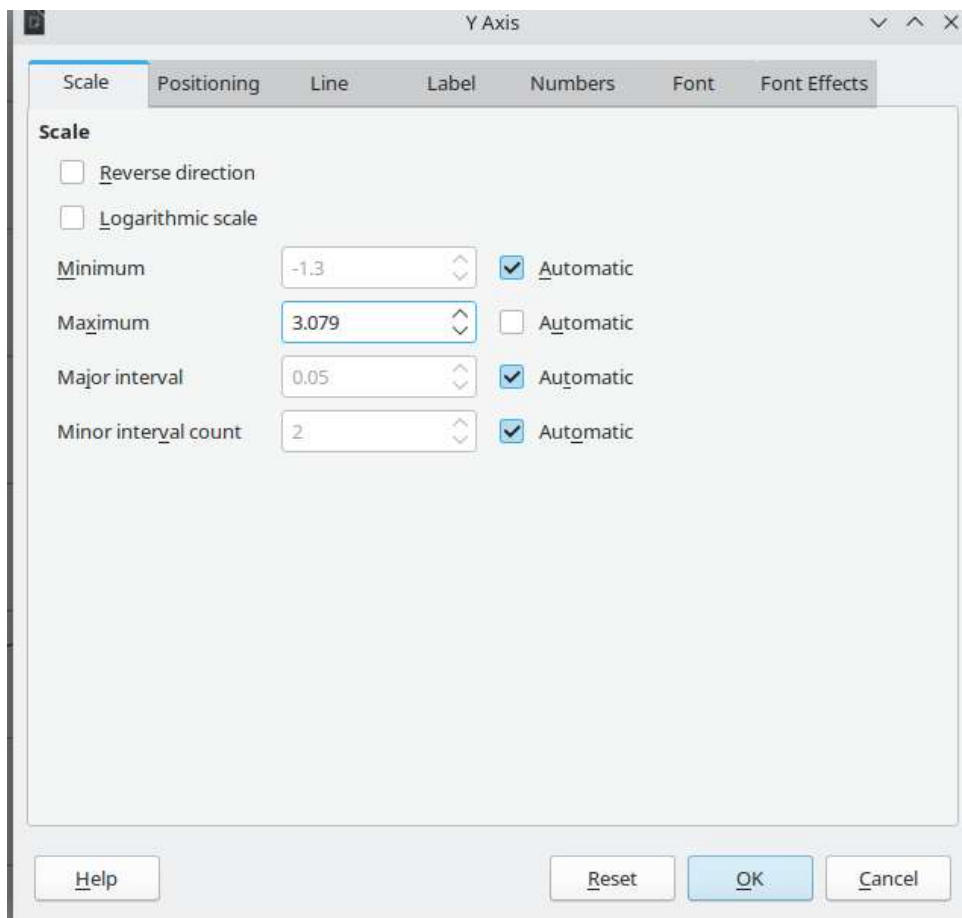 Y Axis
Scale Positioning Line Label Numbers Font Font Effects
Scale
Reverse direction
Logarithmic scale
Minimum -1.3 Automatic
Maximum 3.079 Automatic
Major interval 0.05 Automatic
Minor interval count 2 Automatic
Help Reset OK Cancel